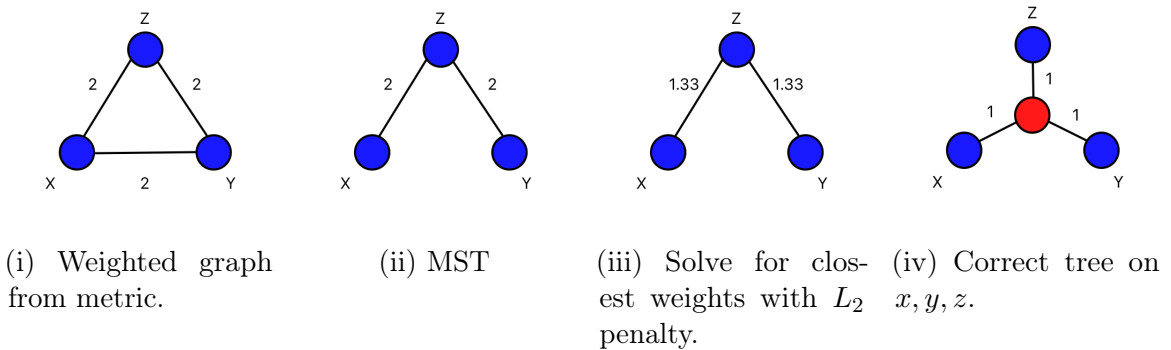 Z
2
2
X
2
Y
(i) Weighted graph
from metric.
Z
2
2
X
Y
(ii) MST
Z
1.33
1.33
X
Y
(iii) Solve for clos-
est weights with L₂
penalty.
Z
1
1
1
X
Y
(iv) Correct tree on
x, y, z.